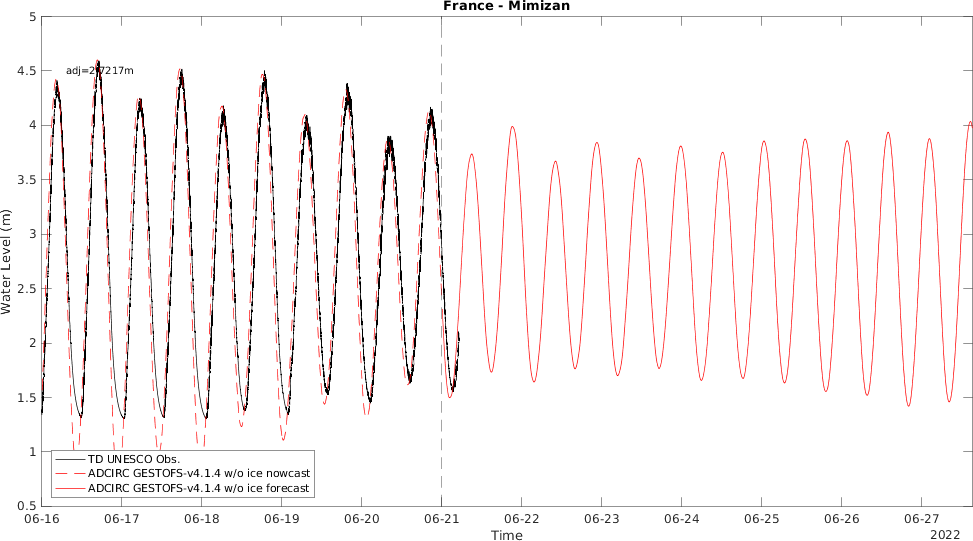 France - Mimizan
5
4.5
4
3.5
3
2.5
2
1.5
1
0.5
Water Level (m)
adj=2.7217m
TD UNESCO Obs.
ADCIRC GESTOFS-v4.1.4 w/o ice nowcast
ADCIRC GESTOFS-v4.1.4 w/o ice forecast
06-16 06-17 06-18 06-19 06-20 06-21 06-22 06-23 06-24 06-25 06-26 06-27
Time
2022